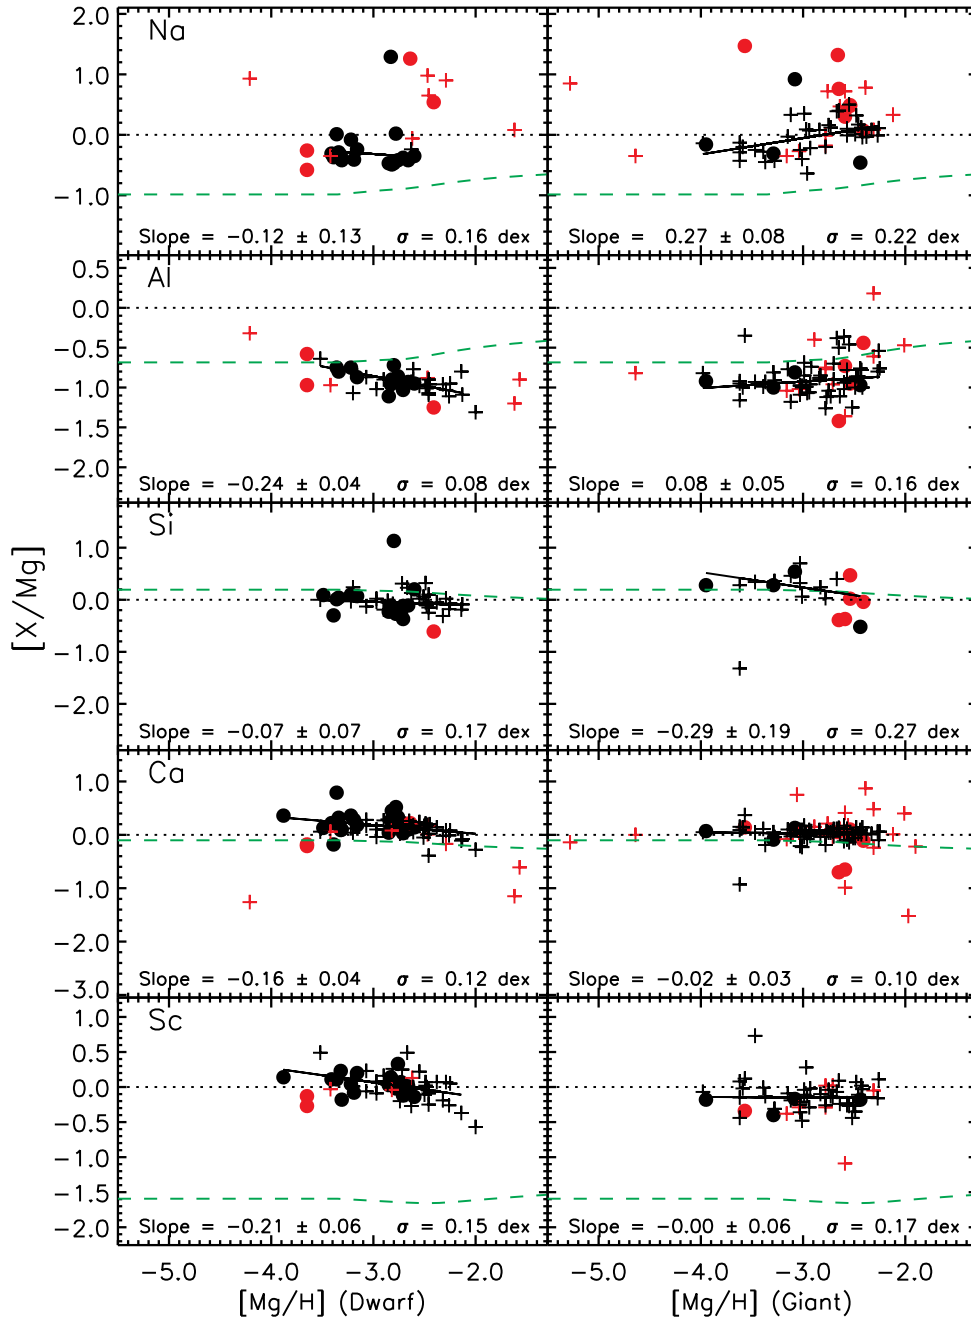 2.0
Na
1.0
0.0
−1.0
Slope = −0.12 ± 0.13 σ = 0.16 dex
Slope = 0.27 ± 0.08 σ = 0.22 dex
Al
0.5
0.0
−0.5
−1.0
−1.5
−2.0
Slope = −0.24 ± 0.04 σ = 0.08 dex
Slope = 0.08 ± 0.05 σ = 0.16 dex
[X/Mg]
Si
1.0
0.0
−1.0
−2.0
Slope = −0.07 ± 0.07 σ = 0.17 dex
Slope = −0.29 ± 0.19 σ = 0.27 dex
Ca
1.0
0.0
−1.0
−2.0
−3.0
Slope = −0.16 ± 0.04 σ = 0.12 dex
Slope = −0.02 ± 0.03 σ = 0.10 dex
Sc
1.0
0.5
0.0
−0.5
−1.0
−1.5
−2.0
Slope = −0.21 ± 0.06 σ = 0.15 dex
Slope = −0.00 ± 0.06 σ = 0.17 dex
−5.0 −4.0 −3.0 −2.0
−5.0 −4.0 −3.0 −2.0
[Mg/H] (Dwarf)
[Mg/H] (Giant)